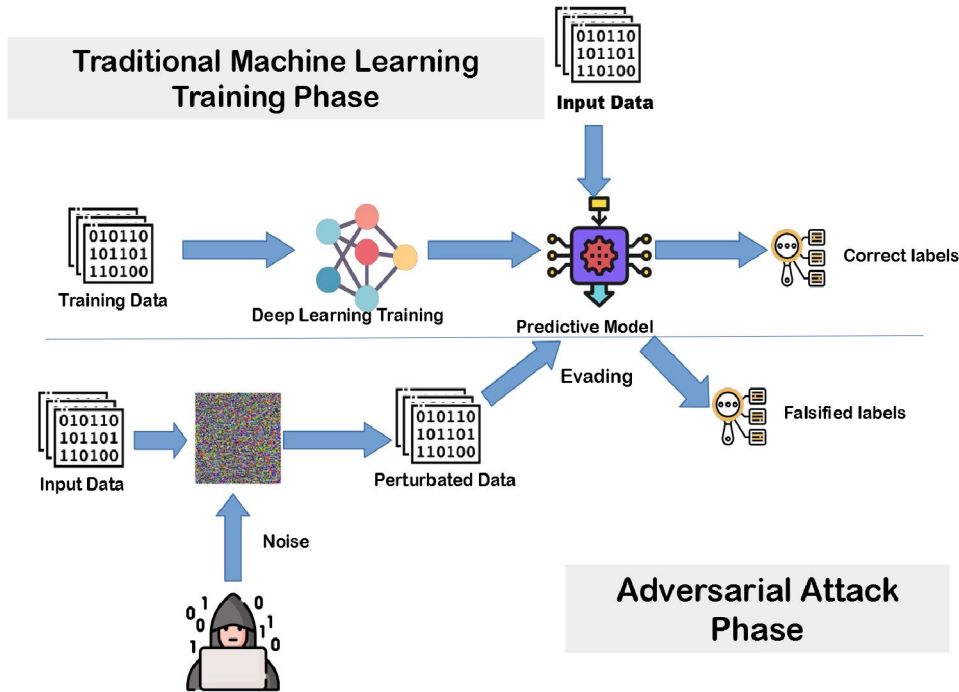 Traditional Machine Learning
Training Phase
010110
101101
110100
Input Data
010110
101101
110100
Training Data
Deep Learning Training
Predictive Model
Correct labels
010110
101101
110100
Input Data
Noise
010110
101101
110100
Perturbated Data
Evading
Falsified labels
0 1 0
0 1
1 0
Adversarial Attack
Phase